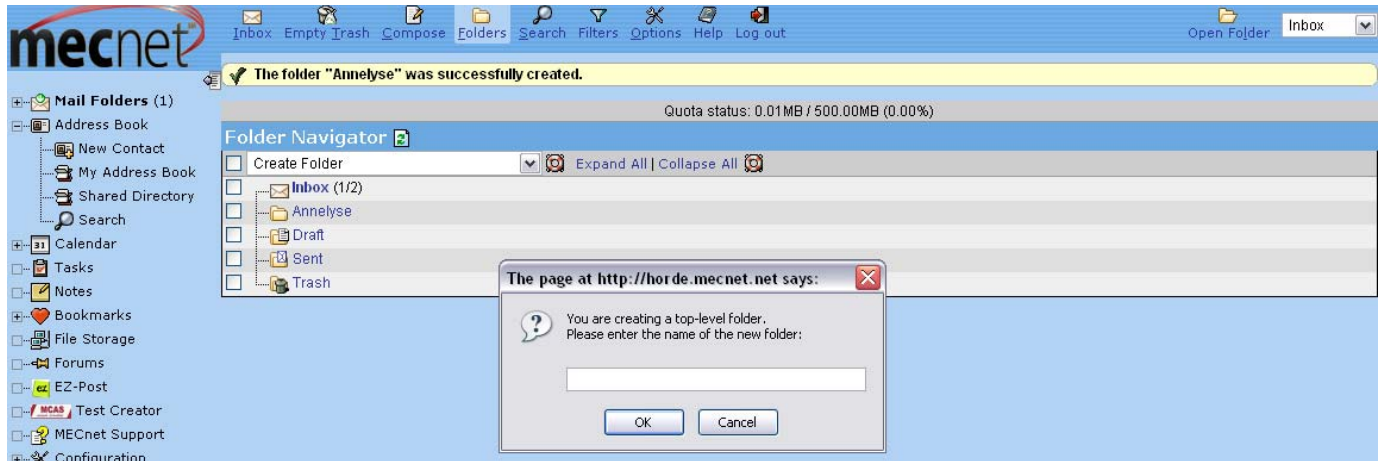 mecnet
Inbox Empty Trash Compose Folders Search Filters Options Help Log out
Open Folder Inbox
The folder "Annelyse" was successfully created.
Quota status: 0.01MB / 500.00MB (0.00%)
Mail Folders (1)
Address Book
New Contact
My Address Book
Shared Directory
Search
31 Calendar
Tasks
Notes
Bookmarks
File Storage
Forums
ez EZ-Post
MCAS Test Creator
MECnet Support
Configuration
Folder Navigator
Create Folder Expand All | Collapse All
Inbox (1/2)
Annelyse
Draft
Sent
Trash
The page at http://horde.mecnet.net says:
You are creating a top-level folder.
Please enter the name of the new folder:
OK Cancel